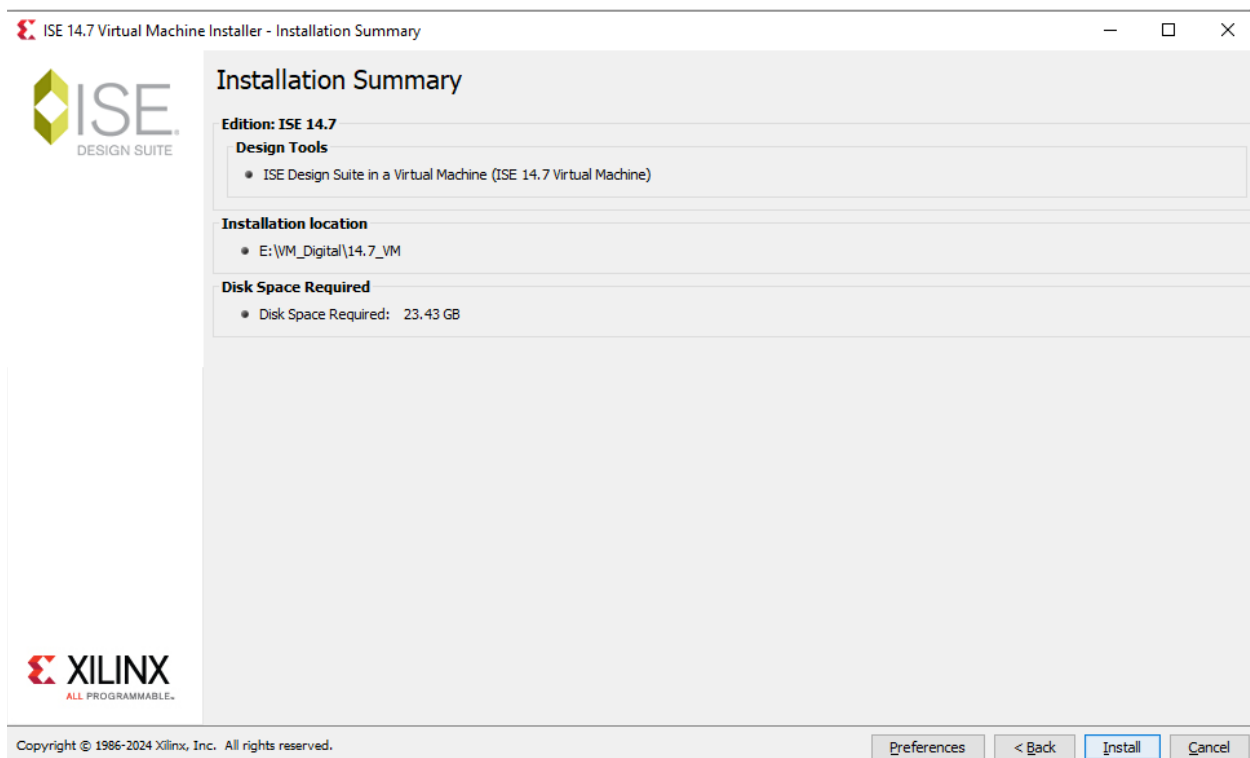 ISE 14.7 Virtual Machine Installer - Installation Summary
ISE.
DESIGN SUITE
Installation Summary
Edition: ISE 14.7
Design Tools
ISE Design Suite in a Virtual Machine (ISE 14.7 Virtual Machine)
Installation location
E:\VM_Digital\14.7_VM
Disk Space Required
Disk Space Required: 23.43 GB
XILINX
ALL PROGRAMMABLE™
Copyright © 1986-2024 Xilinx, Inc. All rights reserved.
Preferences < Back Install Cancel